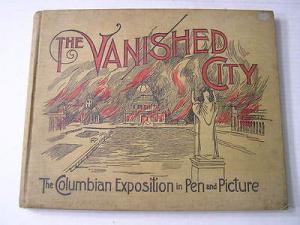 THE VANISHED
CITY
The Columbian Exposition in Pen and Picture